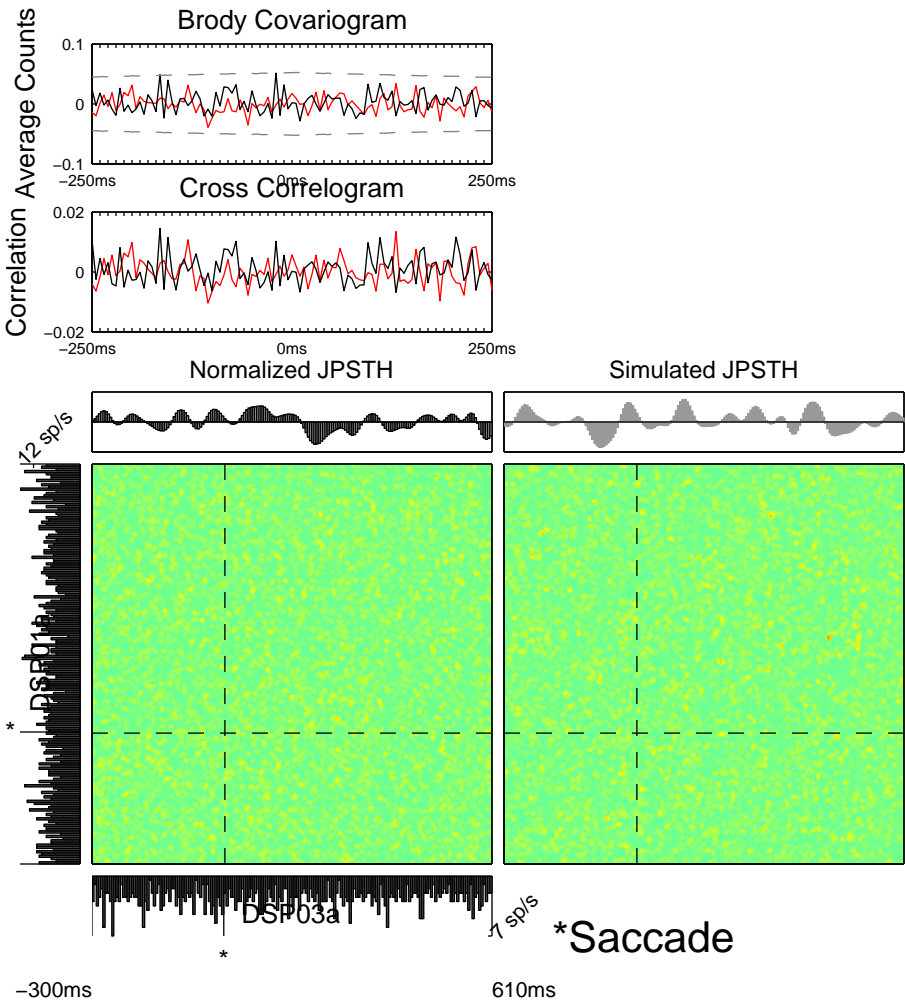 Brody Covariogram
Average Counts
0.1
0
−0.1
−250ms
0ms
250ms
Cross Correlogram
Correlation
0.02
0
−0.02
−250ms
0ms
250ms
Normalized JPSTH
Simulated JPSTH
12 sp/s
DSP01a
*
DSP03a
7 sp/s
*
*Saccade
−300ms
610ms